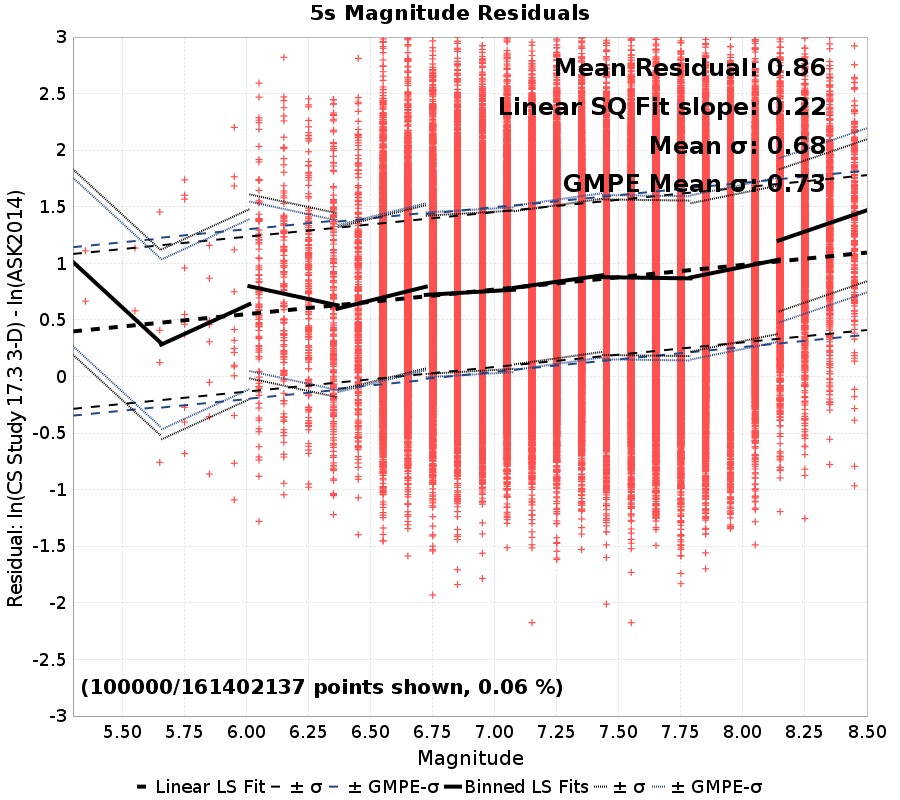 5s Magnitude Residuals
Mean Residual: 0.86
Linear SQ Fit slope: 0.22
Mean σ: 0.68
GMPE Mean σ: 0.73
Residual: ln(CS Study 17.3 3-D) - ln(ASK2014)
3
2.5
2
1.5
1
0.5
0
-0.5
-1
-1.5
-2
-2.5
-3
(100000/161402137 points shown, 0.06 %)
5.50 5.75 6.00 6.25 6.50 6.75 7.00 7.25 7.50 7.75 8.00 8.25 8.50
Magnitude
Linear LS Fit ± σ ± GMPE-σ Binned LS Fits ± σ ± GMPE-σ